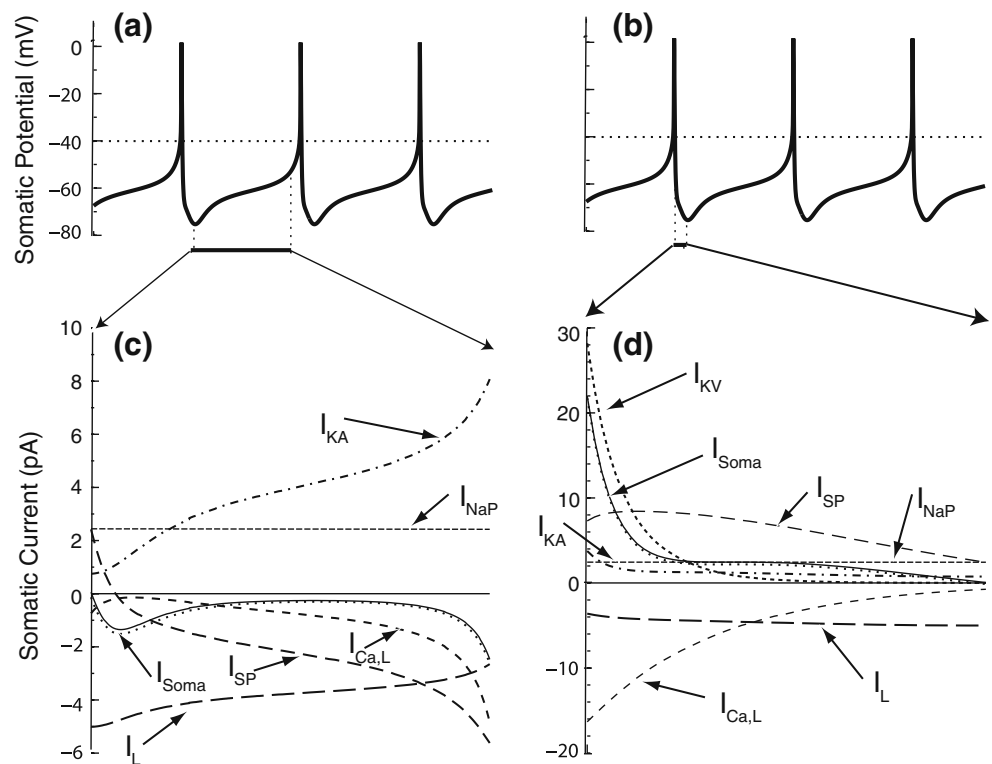 (a)
(b)
Somatic Potential (mV)
0
−20
−40
−60
−80
(c)
(d)
Somatic Current (pA)
10
8
6
4
2
0
−2
−4
−6
I_KA
I_NaP
I_Soma
I_SP
I_Ca,L
I_L
30
20
10
0
−10
−20
I_KV
I_Soma
I_SP
I_NaP
I_KA
I_L
I_Ca,L